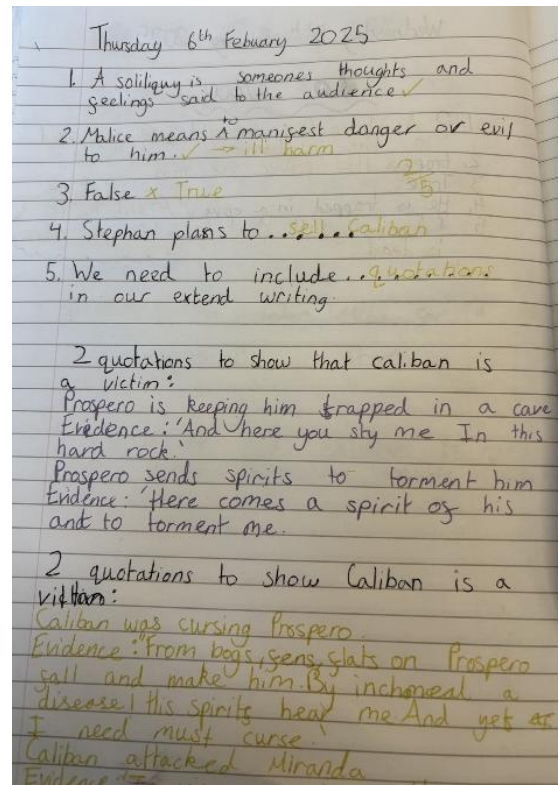 Thursday 6th Febuary 2025
1. A soliliquy is someones thoughts and
feelings said to the audience ✓
2. Malice means to manifest danger or evil
to him. ✓ → ill harm
3. False x True 2/5
4. Stephan plans to ...... sell Caliban
5. We need to include .. quotations
in our extend writing.
2 quotations to show that caliban is
a victim:
Prospero is keeping him trapped in a cave
Evidence: 'And here you sty me In this
hard rock.'
Prospero sends spirits to torment him
Evidence: 'Here comes a spirit of his
and to torment me.
2 quotations to show Caliban is a
Caliban was cursing Prospero.
Evidence: 'From bogs, fens, flats on Prospero
fall and make him. By inchmeal a
disease! His spirits hear me And yet
I need must curse.'
Caliban attacked Miranda
Evidence